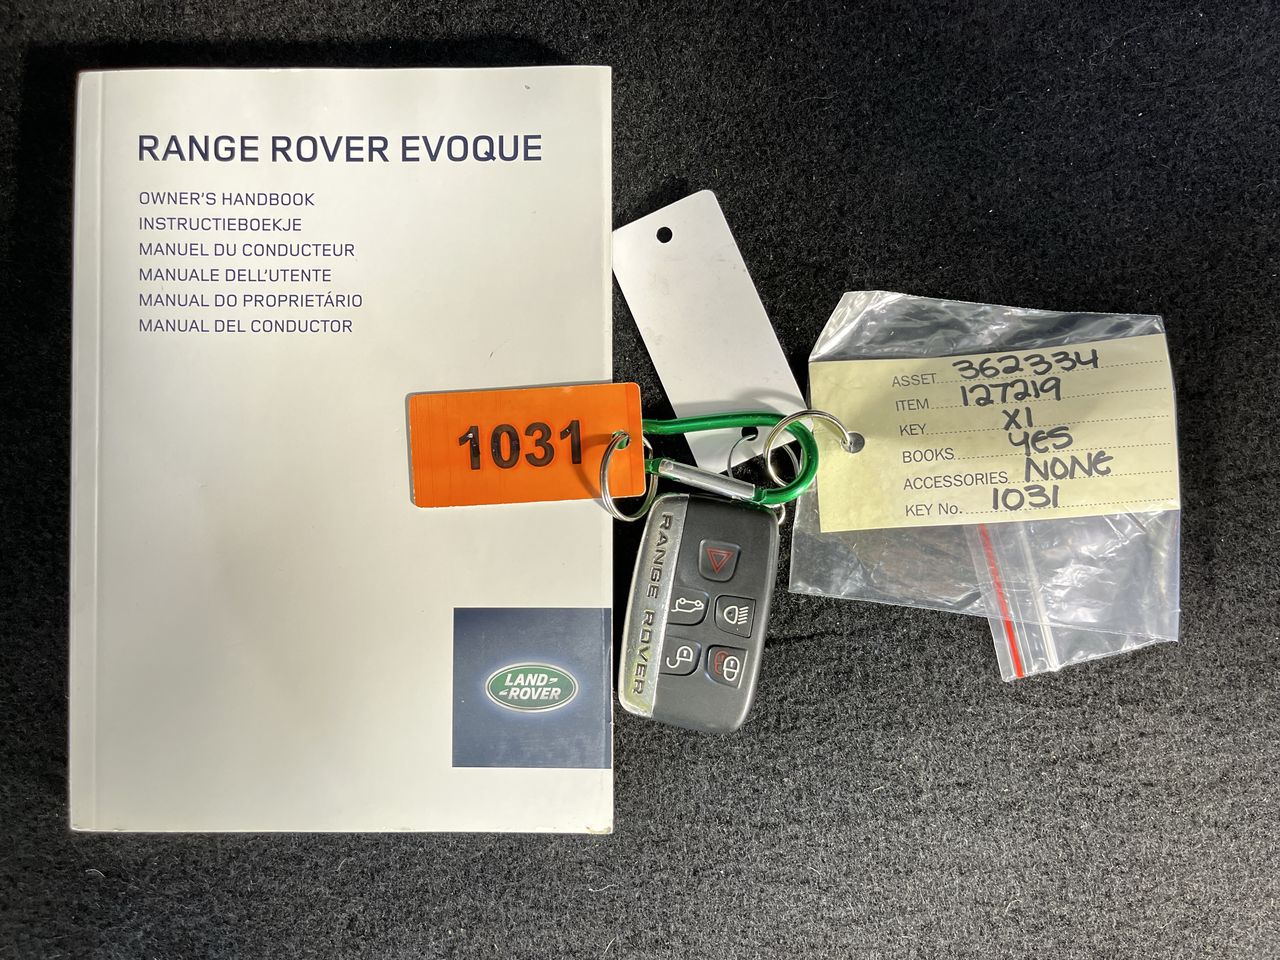 RANGE ROVER EVOQUE
OWNER'S HANDBOOK
INSTRUCTIEBOEKJE
MANUEL DU CONDUCTEUR
MANUALE DELL'UTENTE
MANUAL DO PROPRIETÁRIO
MANUAL DEL CONDUCTOR
1031
LAND-
-ROVER
RANGE ROVER
ASSET 362334
ITEM 127219
KEY X1
BOOKS YES
ACCESSORIES NONE
KEY No. 1031